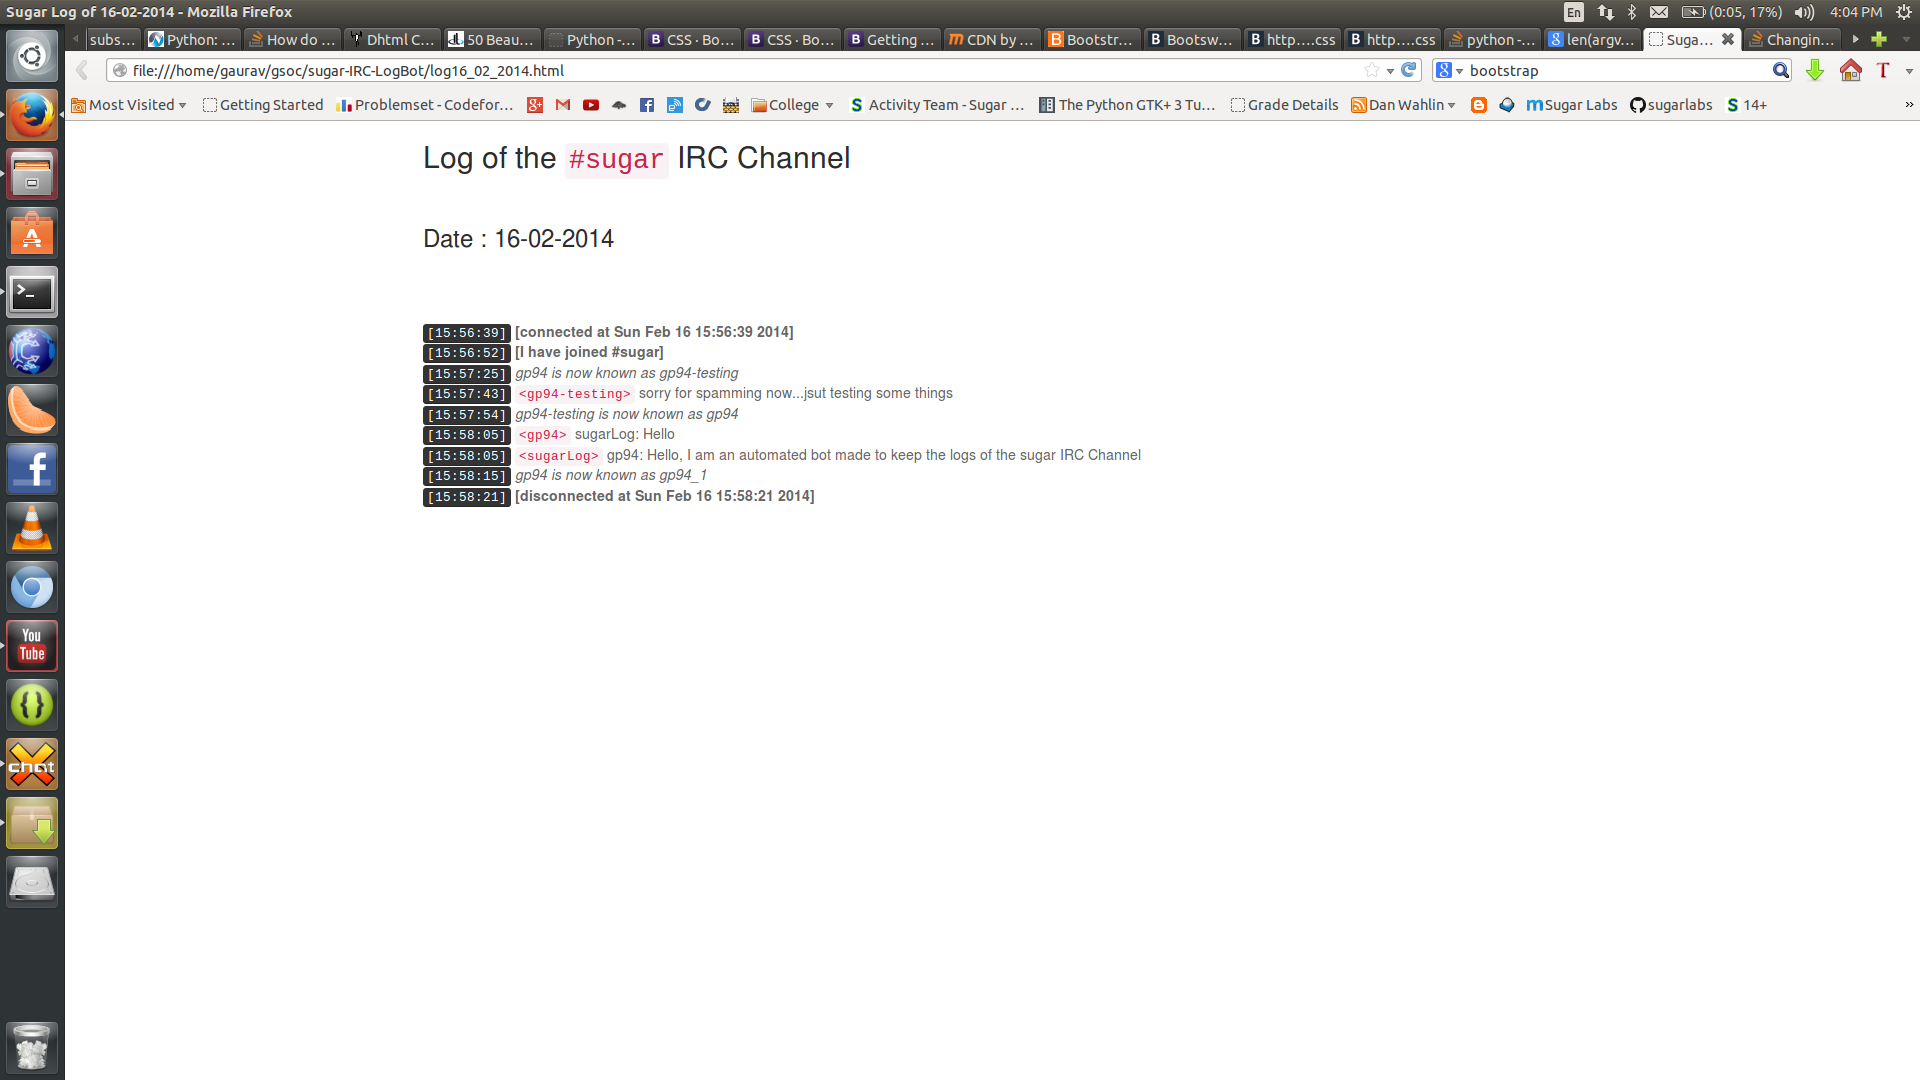 Sugar Log of 16-02-2014 - Mozilla Firefox
En
(0:05, 17%)
4:04 PM
subs...
Python: ...
How do ...
Dhtml C...
50 Beau...
Python -...
B CSS · Bo...
B CSS · Bo...
B Getting ...
CDN by ...
B Bootstr...
B Bootsw...
B http....css
B http....css
python -...
8 len(argv...
Suga...
Changin...
file:///home/gaurav/gsoc/sugar-IRC-LogBot/log16_02_2014.html
8 bootstrap
T
Most Visited
Getting Started
Problemset - Codefor...
College
S Activity Team - Sugar ...
The Python GTK+ 3 Tu...
Grade Details
Dan Wahlin
Sugar Labs
sugarlabs
S 14+
»
Log of the #sugar IRC Channel
Date : 16-02-2014
[15:56:39] [connected at Sun Feb 16 15:56:39 2014]
[15:56:52] [I have joined #sugar]
[15:57:25] gp94 is now known as gp94-testing
[15:57:43] <gp94-testing> sorry for spamming now...jsut testing some things
[15:57:54] gp94-testing is now known as gp94
[15:58:05] <gp94> sugarLog: Hello
[15:58:05] <sugarLog> gp94: Hello, I am an automated bot made to keep the logs of the sugar IRC Channel
[15:58:15] gp94 is now known as gp94_1
[15:58:21] [disconnected at Sun Feb 16 15:58:21 2014]
A
>_
C
f
You
Tube
{}
X
chat